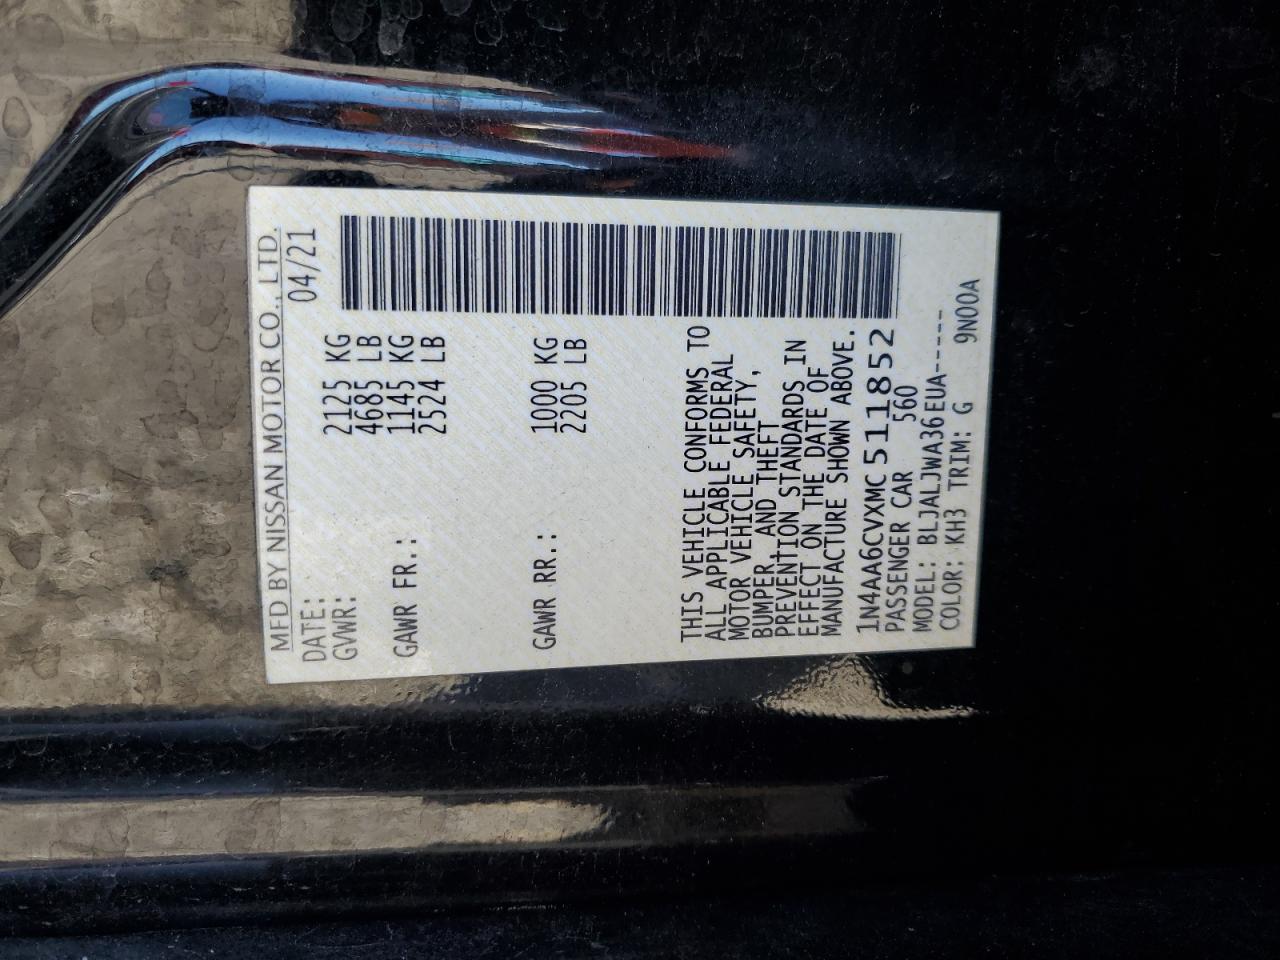 MFD BY NISSAN MOTOR CO., LTD.
DATE: 04/21
GVWR: 2125 KG
4685 LB
GAWR FR.: 1145 KG
2524 LB
GAWR RR.: 1000 KG
2205 LB
THIS VEHICLE CONFORMS TO
ALL APPLICABLE FEDERAL
MOTOR VEHICLE SAFETY,
BUMPER, AND THEFT
PREVENTION STANDARDS IN
EFFECT ON THE DATE OF
MANUFACTURE SHOWN ABOVE.
1N4AA6CVXMC511852
PASSENGER CAR 560
MODEL: BLJALJWA36EUA-----
COLOR: KH3 TRIM: G 9N00A